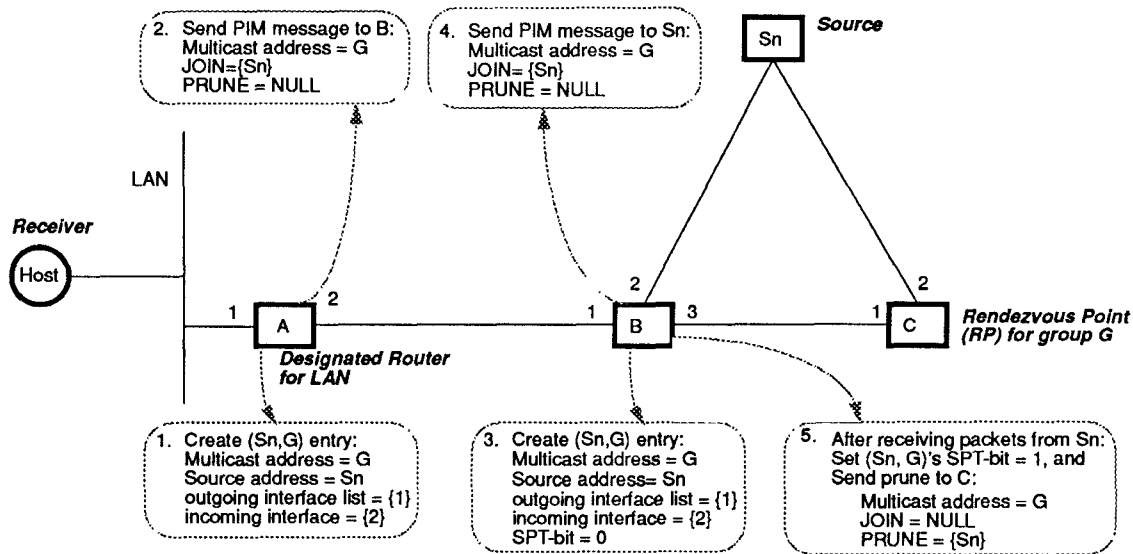 2. Send PIM message to B:
Multicast address = G
JOIN={Sn}
PRUNE = NULL
4. Send PIM message to Sn:
Multicast address = G
JOIN= {Sn}
PRUNE = NULL
Sn
Source
LAN
Receiver
Host
1
A
2
Designated Router
for LAN
1
B
2
3
1
C
2
Rendezvous Point
(RP) for group G
1. Create (Sn,G) entry:
Multicast address = G
Source address = Sn
outgoing interface list = {1}
incoming interface = {2}
3. Create (Sn,G) entry:
Multicast address = G
Source address= Sn
outgoing interface list = {1}
incoming interface = {2}
SPT-bit = 0
5. After receiving packets from Sn:
Set (Sn, G)'s SPT-bit = 1, and
Send prune to C:
Multicast address = G
JOIN = NULL
PRUNE = {Sn}